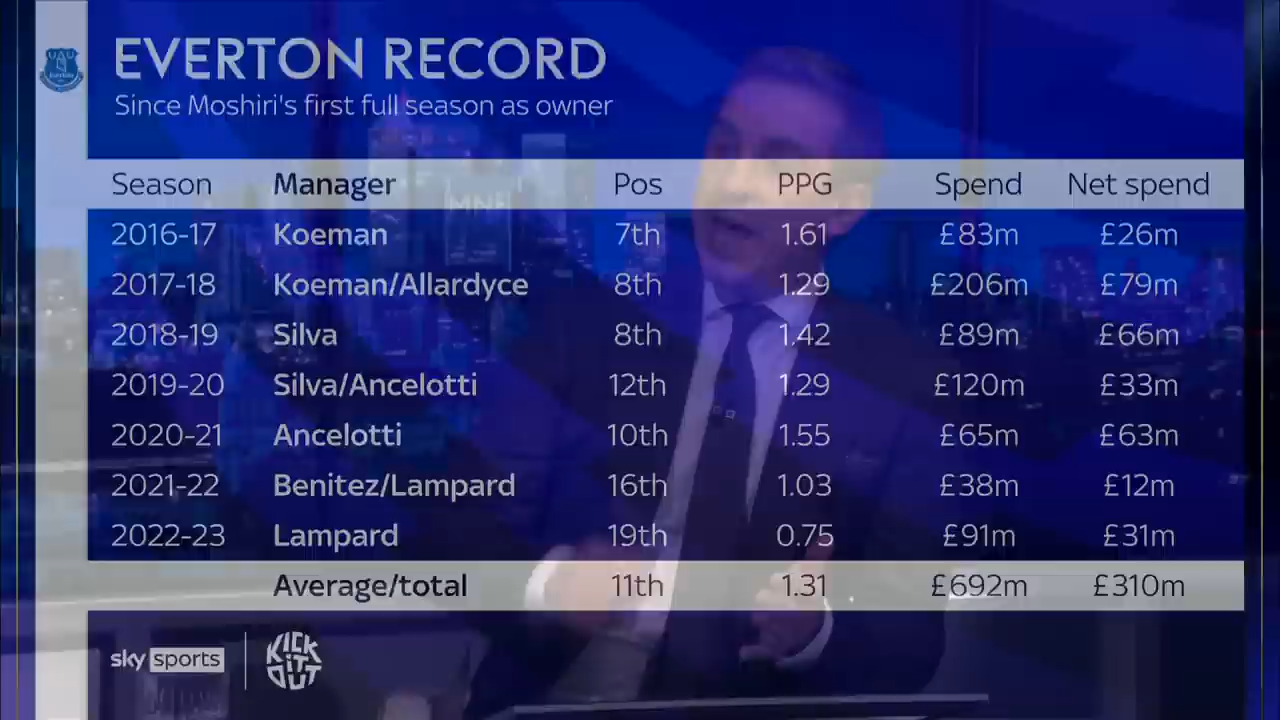 EVERTON RECORD
Since Moshiri's first full season as owner
Season Manager Pos PPG Spend Net spend
2016-17 Koeman 7th 1.61 £83m £26m
2017-18 Koeman/Allardyce 8th 1.29 £206m £79m
2018-19 Silva 8th 1.42 £89m £66m
2019-20 Silva/Ancelotti 12th 1.29 £120m £33m
2020-21 Ancelotti 10th 1.55 £65m £63m
2021-22 Benitez/Lampard 16th 1.03 £38m £12m
2022-23 Lampard 19th 0.75 £91m £31m
Average/total 11th 1.31 £692m £310m
sky sports KICK IT OUT
Everton
MNF